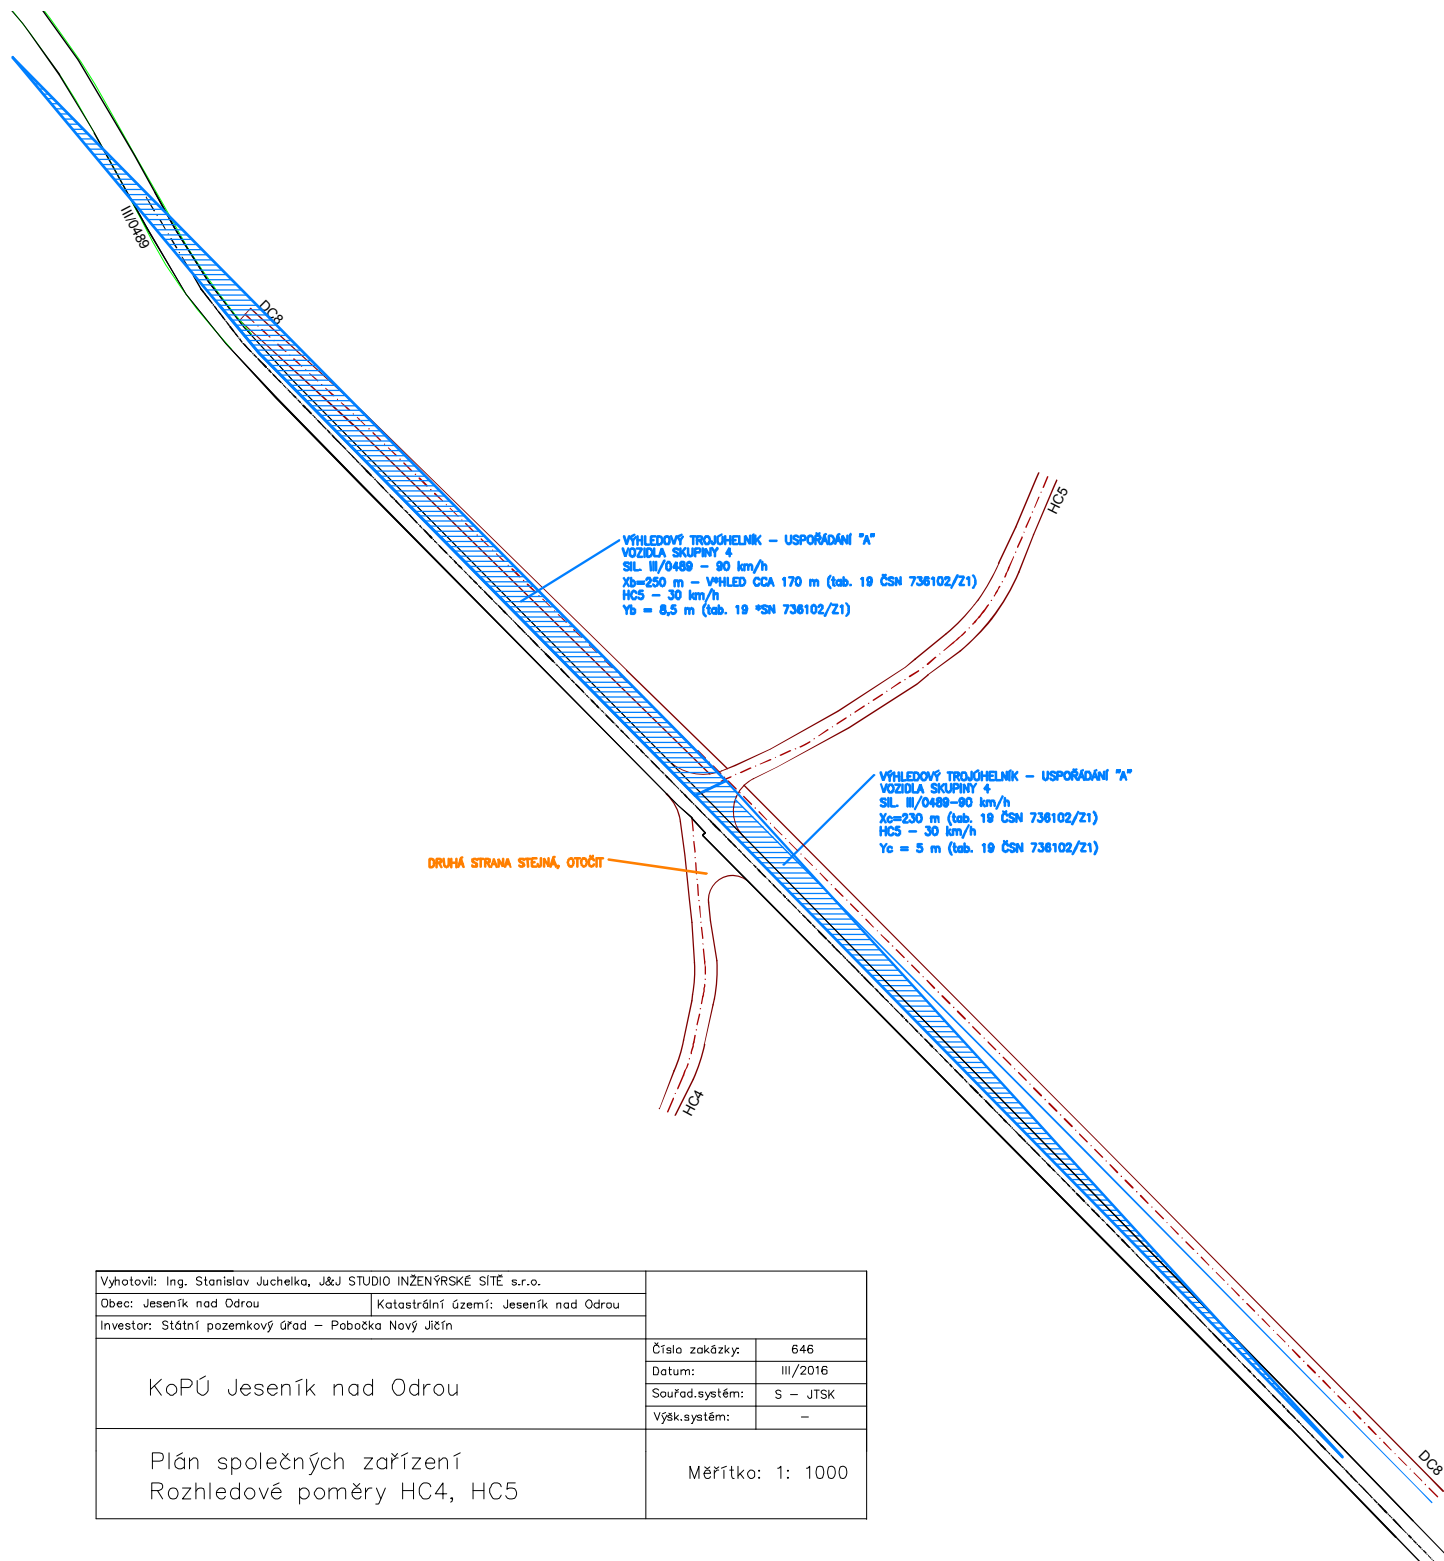 III/0489
DC8
HC5
VÝHLEDOVÝ TROJÚHELNÍK – USPOŘÁDÁNÍ "A"
VOZIDLA SKUPINY 4
SIL. III/0489 – 90 km/h
Xb=250 m – V*HLED CCA 170 m (tab. 19 ČSN 736102/Z1)
HC5 – 30 km/h
Yb = 8,5 m (tab. 19 *SN 736102/Z1)
VÝHLEDOVÝ TROJÚHELNÍK – USPOŘÁDÁNÍ "A"
VOZIDLA SKUPINY 4
SIL. III/0489–90 km/h
Xc=230 m (tab. 19 ČSN 736102/Z1)
HC5 – 30 km/h
Yc = 5 m (tab. 19 ČSN 736102/Z1)
DRUHÁ STRANA STEJNÁ, OTOČIT
HC4
DC8
Vyhotovil: Ing. Stanislav Juchelka, J&J STUDIO INŽENÝRSKÉ SÍTĚ s.r.o.
Obec: Jeseník nad Odrou
Katastrální území: Jeseník nad Odrou
Investor: Státní pozemkový úřad – Pobočka Nový Jičín
KoPÚ Jeseník nad Odrou
Číslo zakázky: 646
Datum: III/2016
Souřad.systém: S – JTSK
Výšk.systém: –
Plán společných zařízení
Rozhledové poměry HC4, HC5
Měřítko: 1: 1000